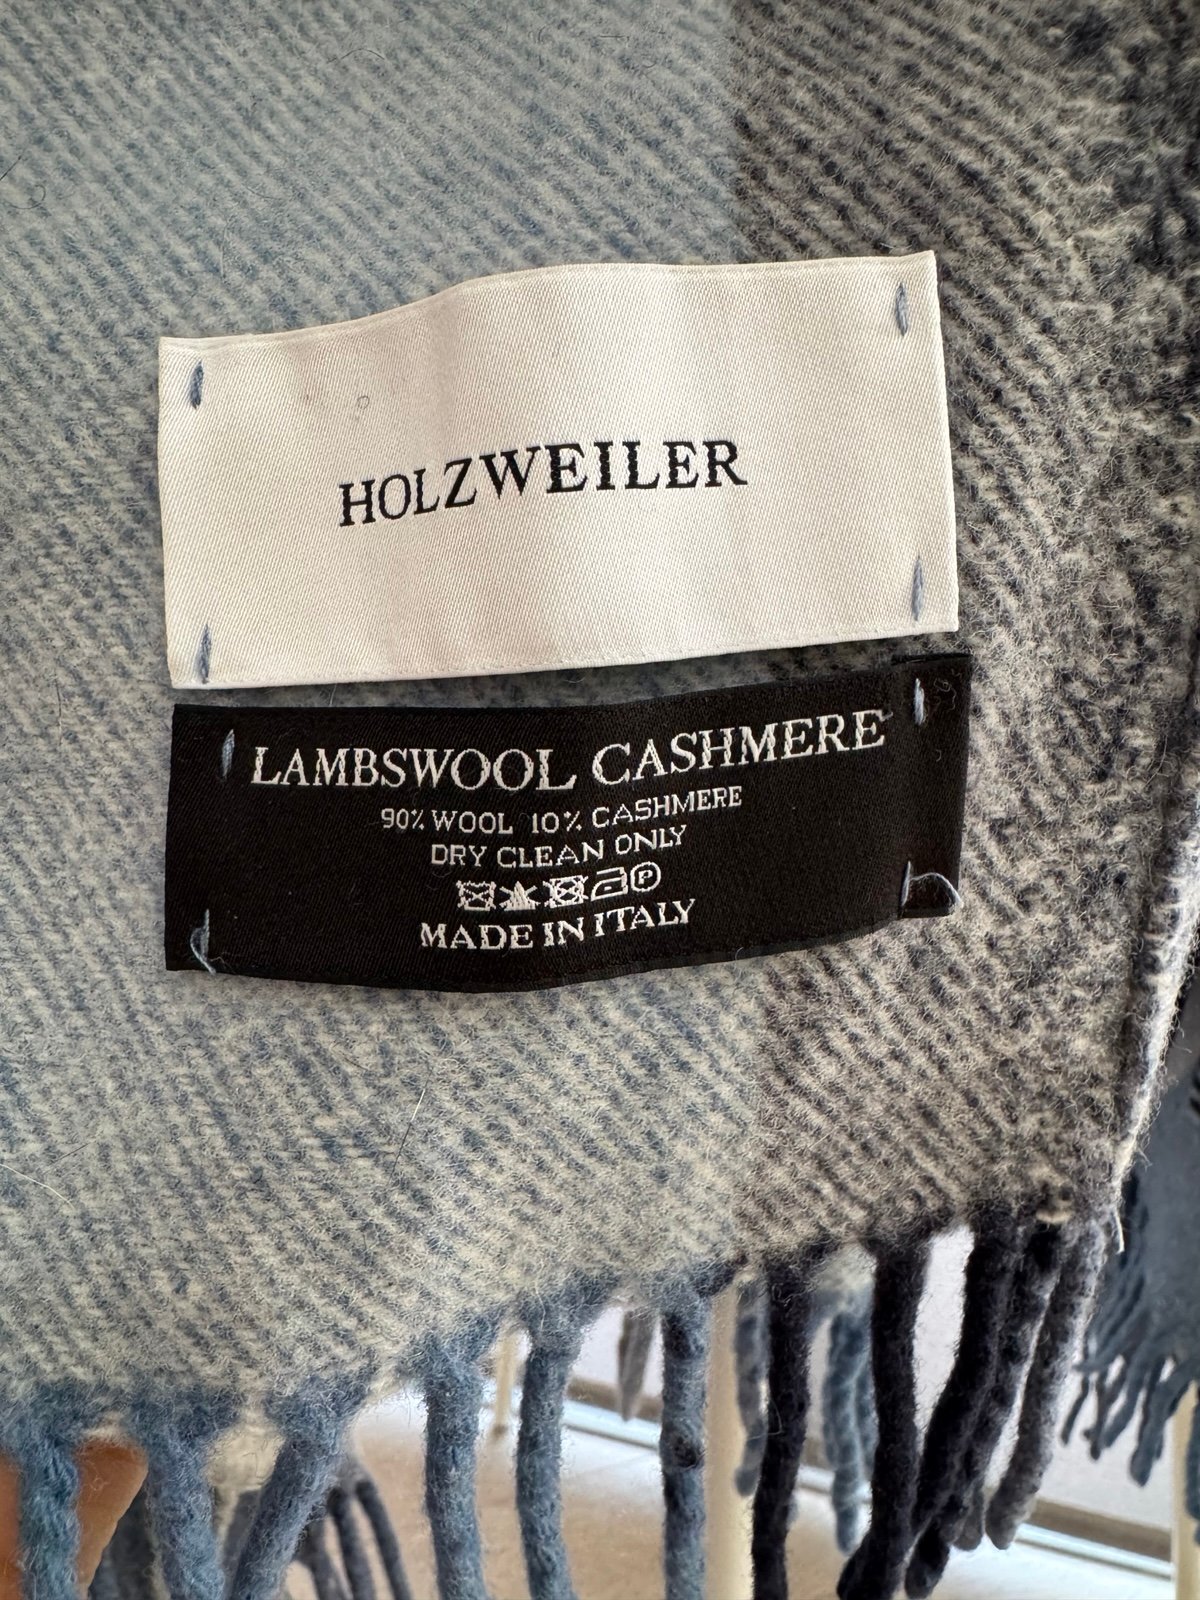 HOLZWEILER
LAMBSWOOL CASHMERE
90% WOOL 10% CASHMERE
DRY CLEAN ONLY
P
MADE IN ITALY